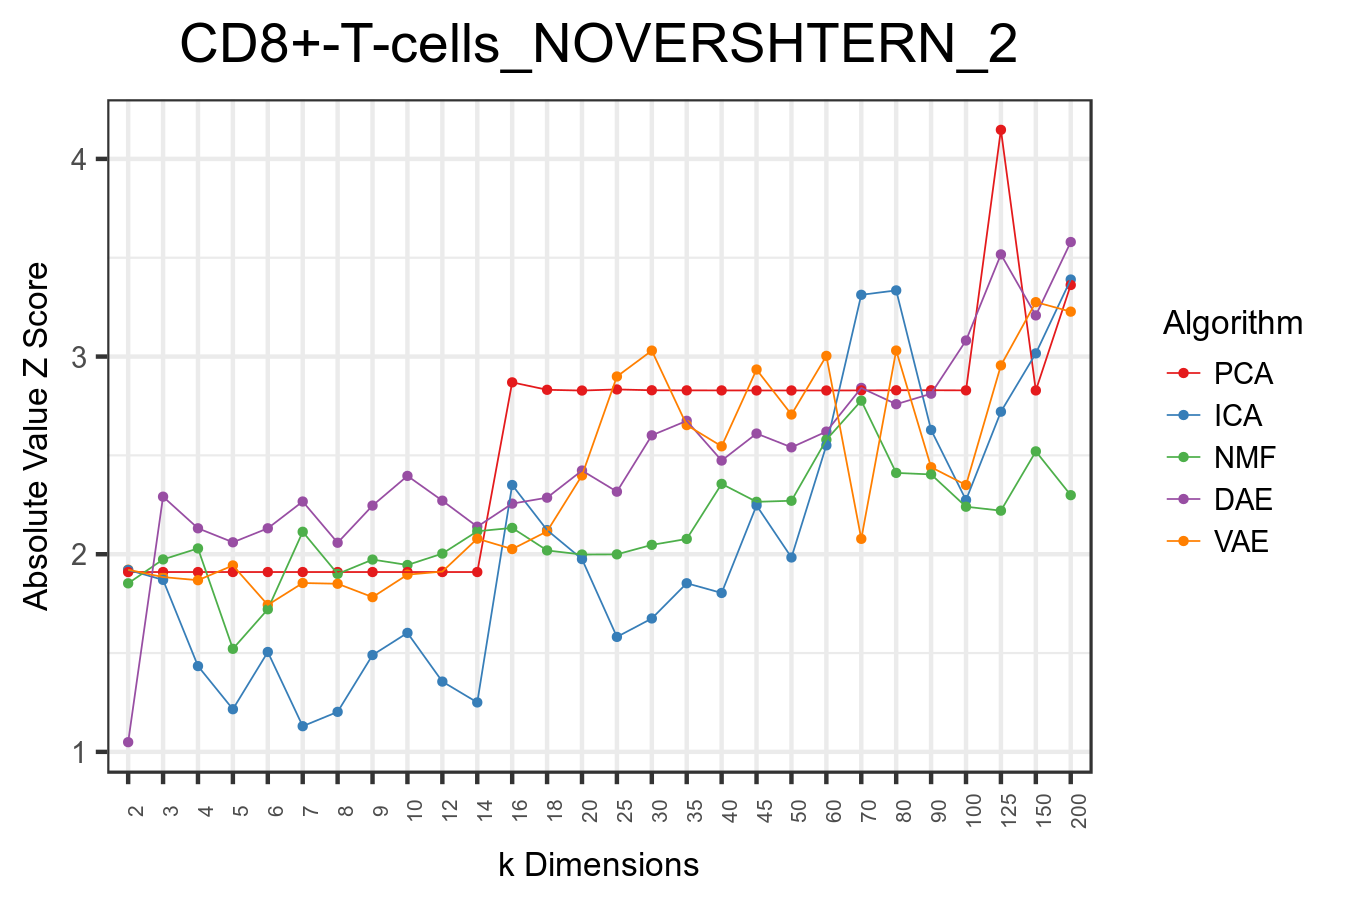 CD8+-T-cells_NOVERSHTERN_2
Absolute Value Z Score
4
3
2
1
2 3 4 5 6 7 8 9 10 12 14 16 18 20 25 30 35 40 45 50 60 70 80 90 100 125 150 200
k Dimensions
Algorithm
PCA
ICA
NMF
DAE
VAE